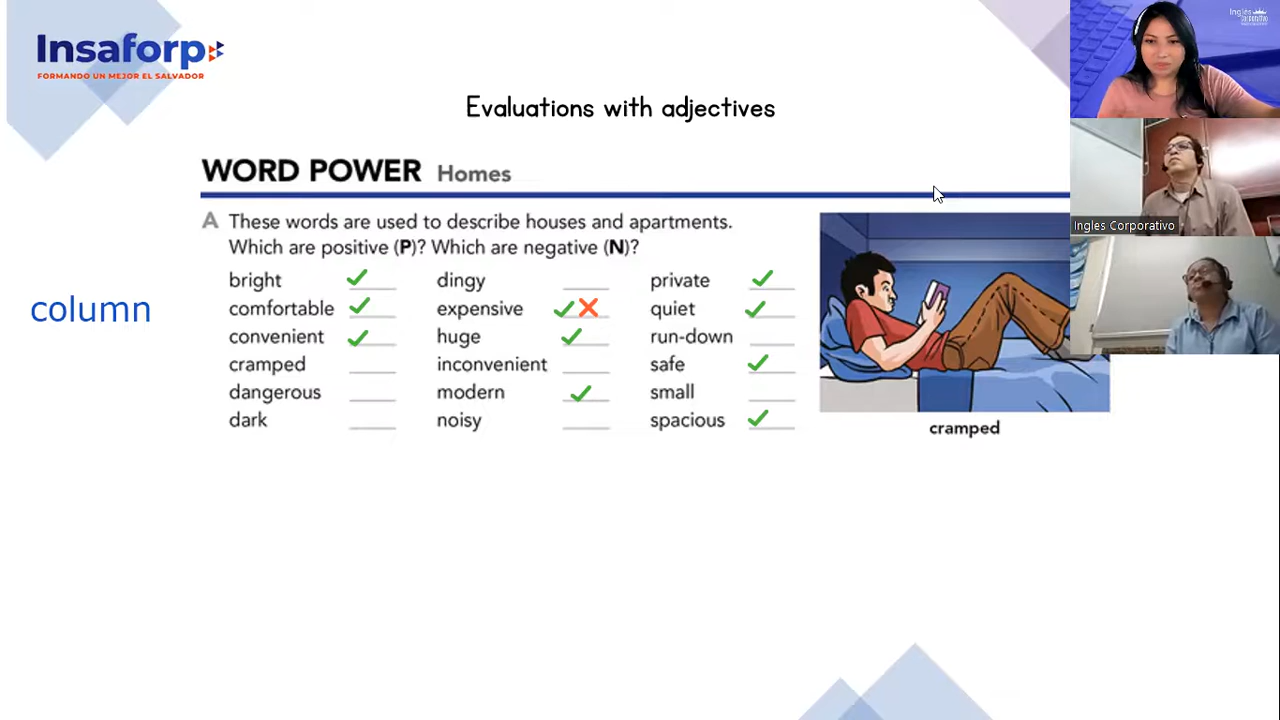 Insaforp
FORMANDO UN MEJOR EL SALVADOR
Evaluations with adjectives
WORD POWER Homes
A These words are used to describe houses and apartments.
Which are positive (P)? Which are negative (N)?
bright
comfortable
convenient
cramped
dangerous
dark
dingy
expensive
huge
inconvenient
modern
noisy
private
quiet
run-down
safe
small
spacious
cramped
column
Ingles Corporativo